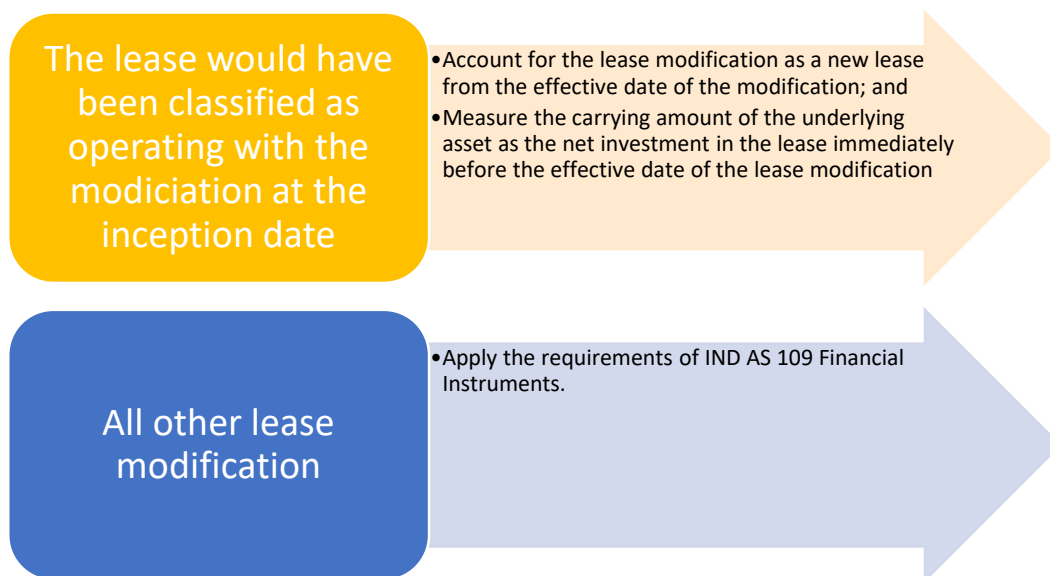 The lease would have
been classified as
operating with the
modiciation at the
inception date
•Account for the lease modification as a new lease
from the effective date of the modification; and
•Measure the carrying amount of the underlying
asset as the net investment in the lease immediately
before the effective date of the lease modification
All other lease
modification
•Apply the requirements of IND AS 109 Financial
Instruments.